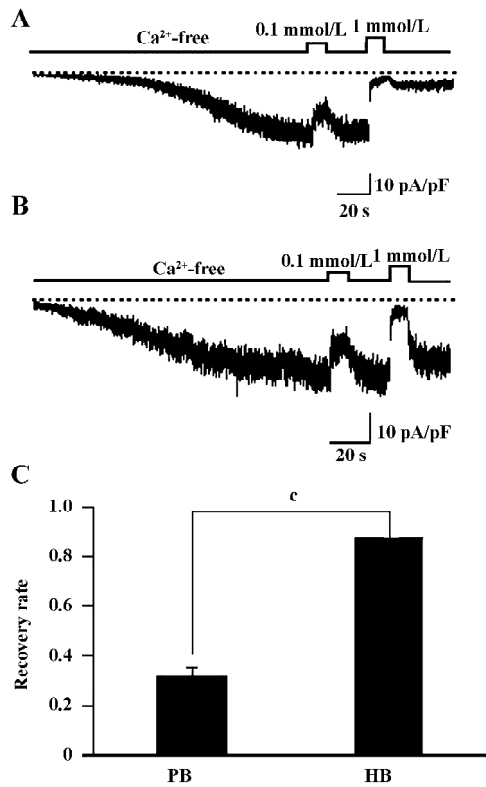 A
Ca²⁺-free 0.1 mmol/L 1 mmol/L
10 pA/pF
20 s
B
Ca²⁺-free 0.1 mmol/L 1 mmol/L
10 pA/pF
20 s
C
c
Recovery rate
1.0
0.8
0.6
0.4
0.2
0
PB HB